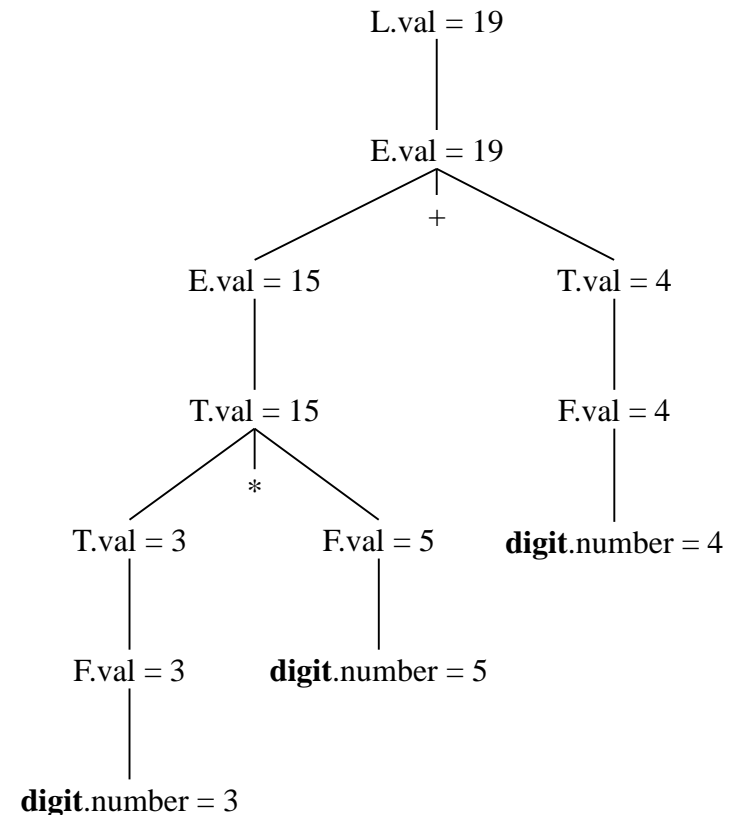 L.val = 19
E.val = 19
+
E.val = 15
T.val = 4
T.val = 15
F.val = 4
*
T.val = 3
F.val = 5
digit.number = 4
F.val = 3
digit.number = 5
digit.number = 3